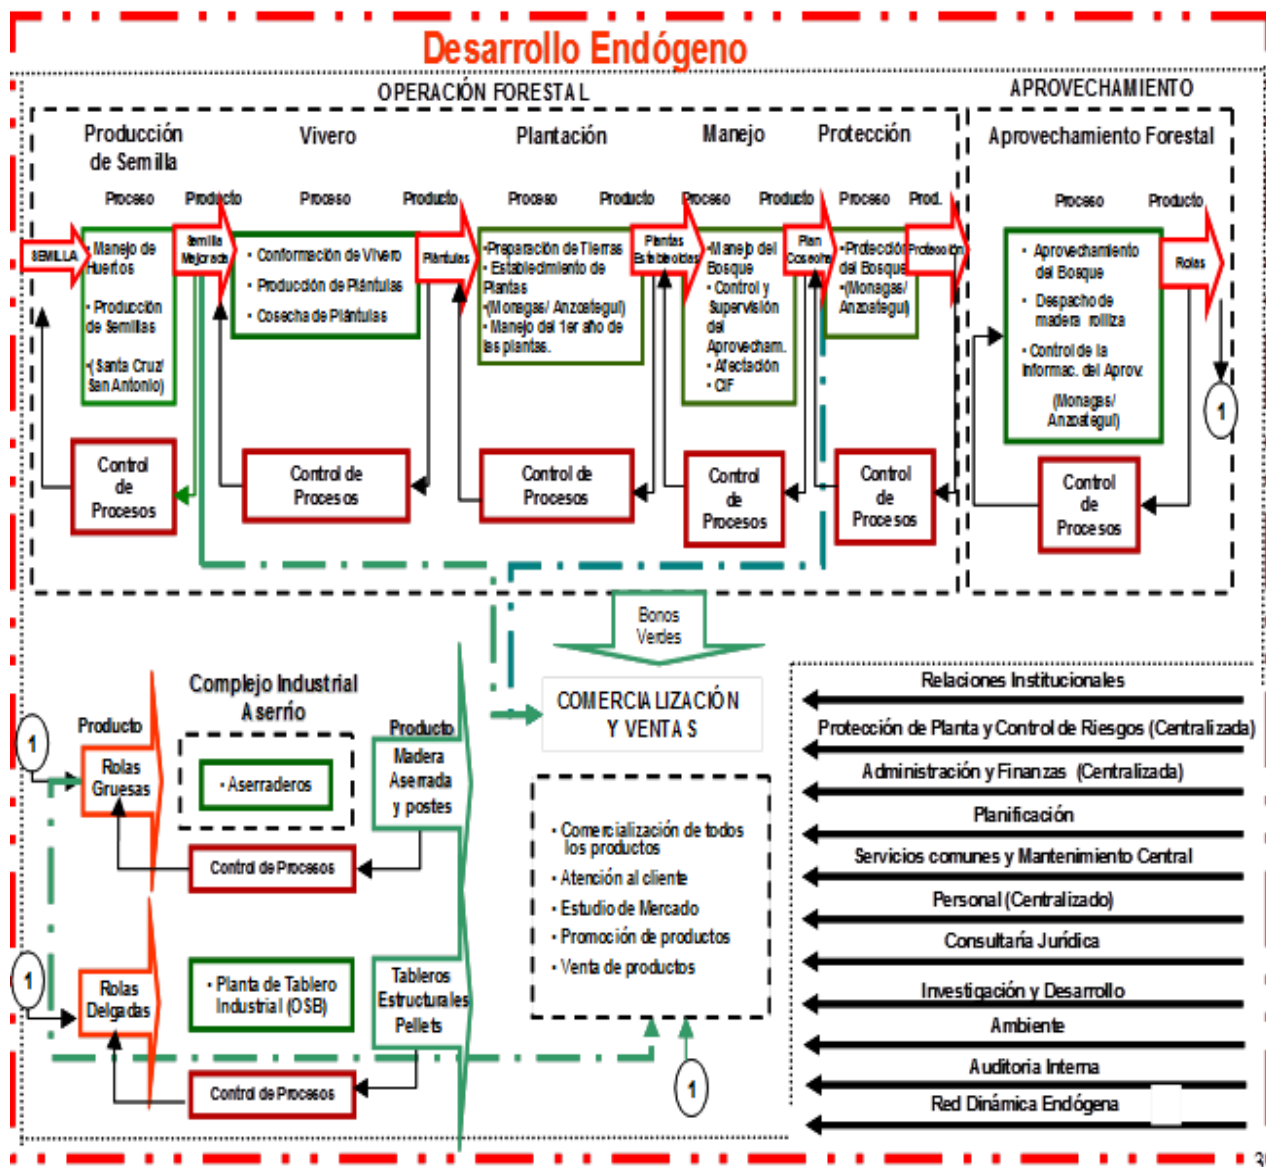 Desarrollo Endógeno
OPERACIÓN FORESTAL
APROVECHAMIENTO
Producción
de Semilla
Vivero
Plantación
Manejo
Protección
Aprovechamiento Forestal
Proceso
Producto
Proceso
Producto
Proceso
Producto
Proceso
Producto
Proceso
Prod.
Proceso
Producto
SEMILLA
• Manejo de
Huertos
• Producción
de Semillas
•( Santa Cruz/
San Antonio)
Semilla
Mejorada
• Conformación de Vivero
• Producción de Plántulas
• Cosecha de Plántulas
Plántulas
•Preparación de Tierras
• Establecimiento de
Plantas
(Monagas/ Anzoategui)
• Manejo del 1er año de
las plantas.
Plantas
Establecidas
•Manejo del
Bosque
• Control y
Supervisión
del
Aprovecham.
• Afectación
• CIF
Plan
Cosecha
•Protección
del Bosque
•(Monagas/
Anzoategui)
Protección
• Aprovechamiento
del Bosque
• Despacho de
madera rolliza
• Control de la
Informac. del Aprov.
(Monagas/
Anzoategui)
Rolas
1
Control
de
Procesos
Control de
Procesos
Control de
Procesos
Control
de
Procesos
Control
de
Procesos
Control
de
Procesos
Bonos
Verdes
COMERCIALIZACIÓN
Y VENTAS
Complejo Industrial
Aserrío
Producto
Producto
1
Rolas
Gruesas
• Aserraderos
Madera
Aserrada
y postes
Control de Procesos
1
Rolas
Delgadas
• Planta de Tablero
Industrial (OSB)
Tableros
Estructurales
Pellets
Control de Procesos
• Comercialización de todos
los productos
• Atención al cliente
• Estudio de Mercado
• Promoción de productos
• Venta de productos
1
Relaciones Institucionales
Protección de Planta y Control de Riesgos (Centralizada)
Administración y Finanzas (Centralizada)
Planificación
Servicios comunes y Mantenimiento Central
Personal (Centralizado)
Consultaría Jurídica
Investigación y Desarrollo
Ambiente
Auditoria Interna
Red Dinámica Endógena